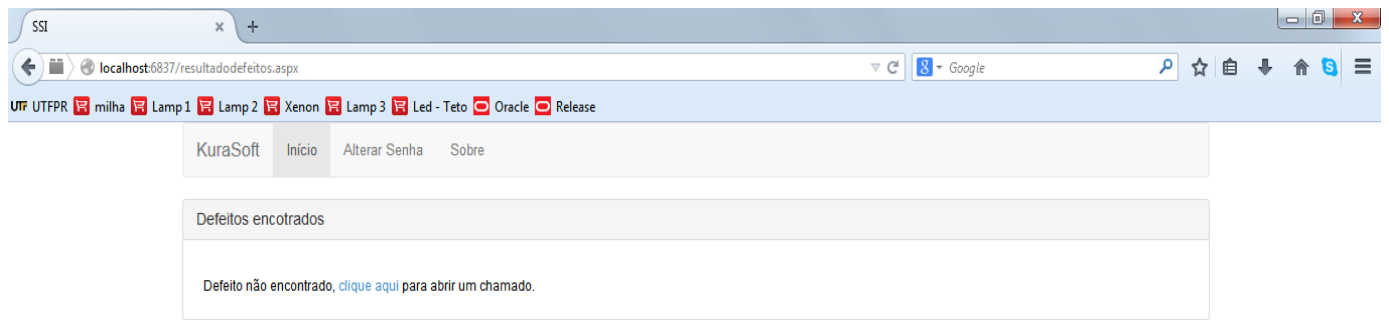 SSI
localhost:6837/resultadodefeitos.aspx
Google
UTFPR milha Lamp 1 Lamp 2 Xenon Lamp 3 Led - Teto Oracle Release
KuraSoft Início Alterar Senha Sobre
Defeitos encotrados
Defeito não encontrado, clique aqui para abrir um chamado.